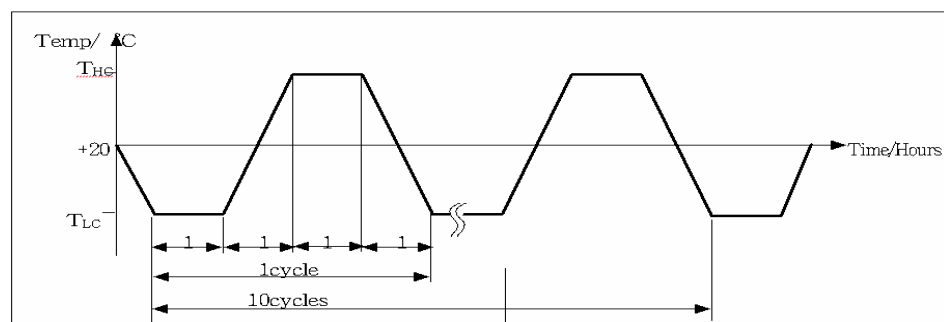 Temp/ ℃
THC
+20
Time/Hours
TLC
1 1 1 1
1cycle
10cycles